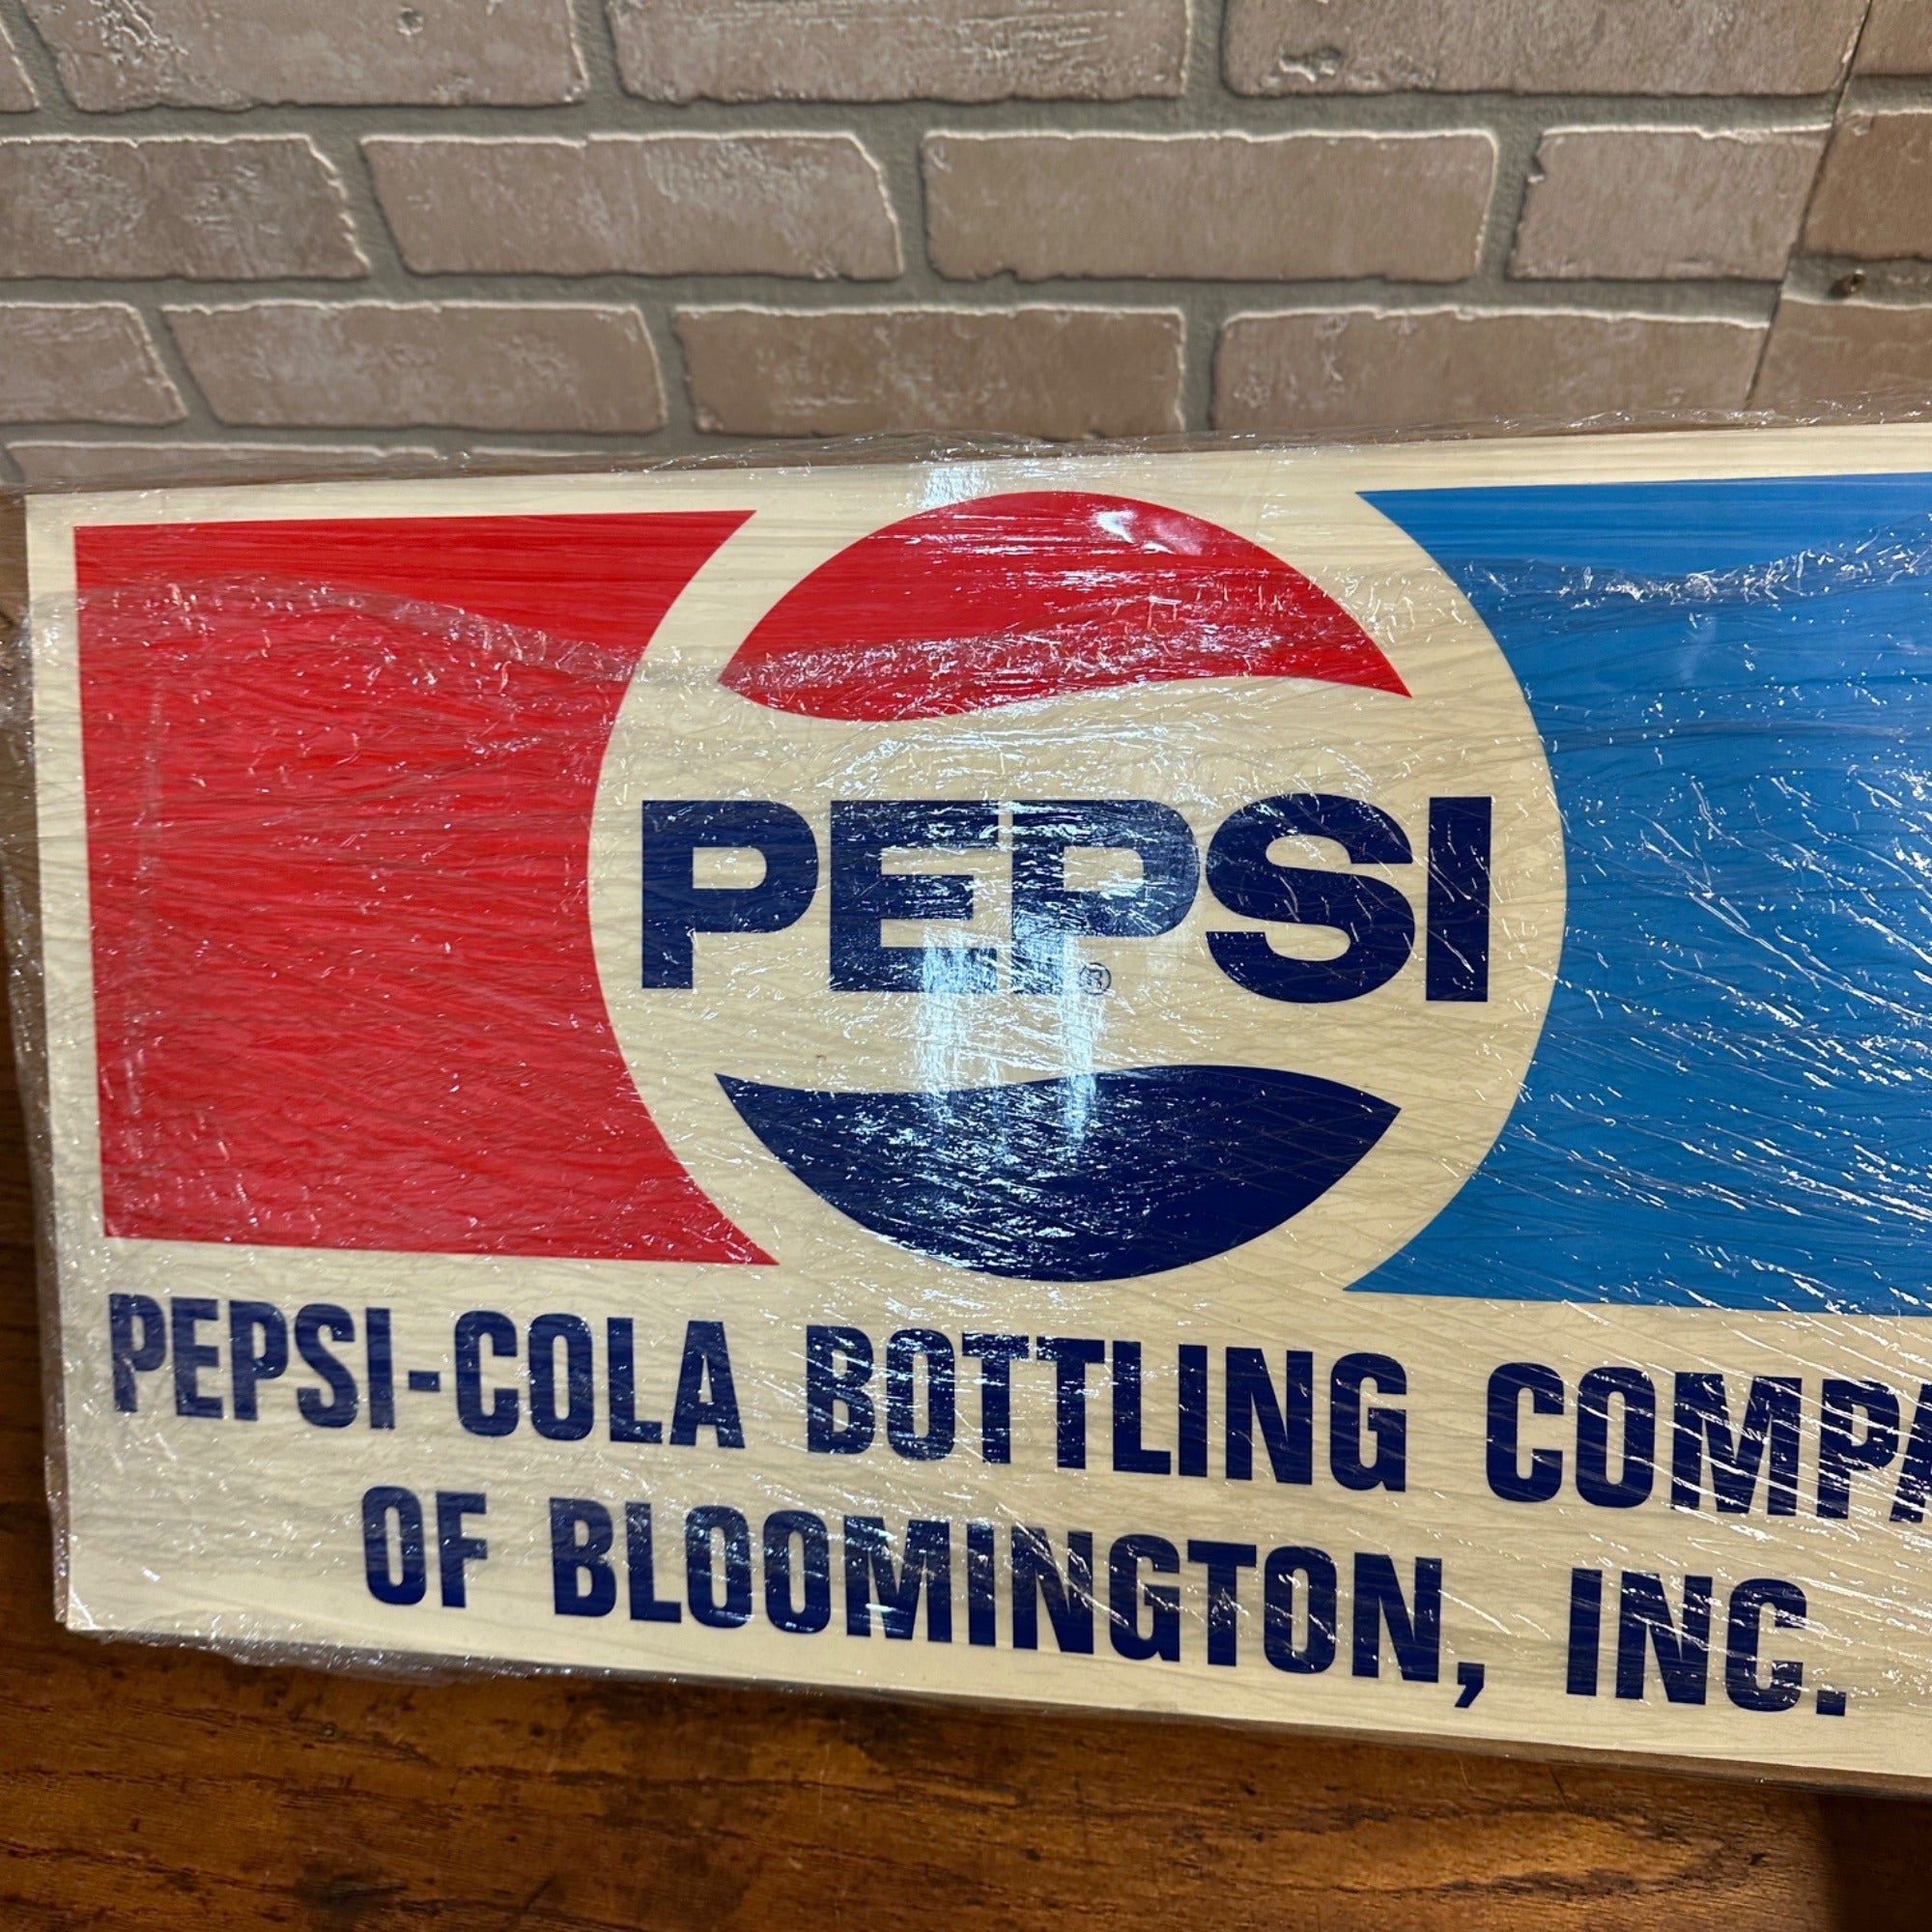 PEPSI
®
PEPSI-COLA BOTTLING COMPA
OF BLOOMINGTON, INC.